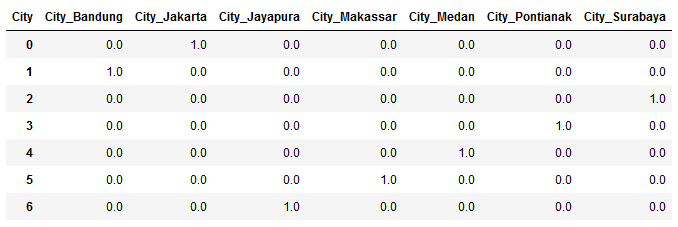 City City_Bandung City_Jakarta City_Jayapura City_Makassar City_Medan City_Pontianak City_Surabaya
0 0.0 1.0 0.0 0.0 0.0 0.0 0.0
1 1.0 0.0 0.0 0.0 0.0 0.0 0.0
2 0.0 0.0 0.0 0.0 0.0 0.0 1.0
3 0.0 0.0 0.0 0.0 0.0 1.0 0.0
4 0.0 0.0 0.0 0.0 1.0 0.0 0.0
5 0.0 0.0 0.0 1.0 0.0 0.0 0.0
6 0.0 0.0 1.0 0.0 0.0 0.0 0.0